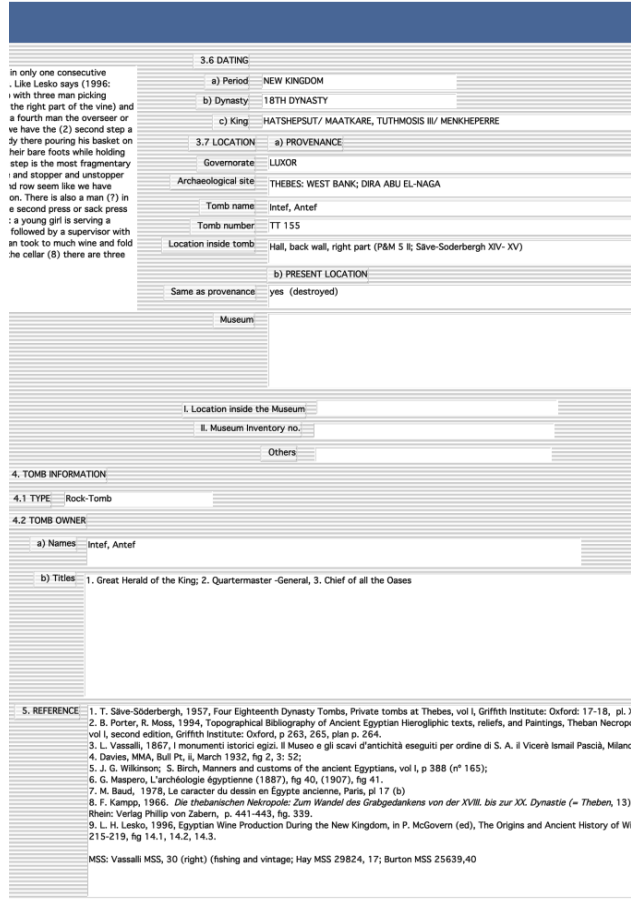 in only one consecutive
. Like Lesko says (1996:
with three man picking
the right part of the vine) and
a fourth man the overseer or
we have the (2) second step a
dy there pouring his basket on
heir bare foots while holding
step is the most fragmentary
and stopper and unstopper
nd row seem like we have
on. There is also a man (?) in
e second press or sack press
: a young girl is serving a
followed by a supervisor with
an took to much wine and fold
he cellar (8) there are three
3.6 DATING
a) Period NEW KINGDOM
b) Dynasty 18TH DYNASTY
c) King HATSHEPSUT/ MAATKARE, TUTHMOSIS III/ MENKHEPERRE
3.7 LOCATION a) PROVENANCE
Governorate LUXOR
Archaeological site THEBES: WEST BANK; DIRA ABU EL-NAGA
Tomb name Intef, Antef
Tomb number TT 155
Location inside tomb Hall, back wall, right part (P&M 5 II; Säve-Soderbergh XIV- XV)
b) PRESENT LOCATION
Same as provenance yes (destroyed)
Museum
I. Location inside the Museum
II. Museum Inventory no.
Others
4. TOMB INFORMATION
4.1 TYPE Rock-Tomb
4.2 TOMB OWNER
a) Names Intef, Antef
b) Titles 1. Great Herald of the King; 2. Quartermaster -General, 3. Chief of all the Oases
5. REFERENCE 1. T. Säve-Söderbergh, 1957, Four Eighteenth Dynasty Tombs, Private tombs at Thebes, vol I, Griffith Institute: Oxford: 17-18, pl. X
2. B. Porter, R. Moss, 1994, Topographical Bibliography of Ancient Egyptian Hierogliphic texts, reliefs, and Paintings, Theban Necropo
vol I, second edition, Griffith Institute: Oxford, p 263, 265, plan p. 264.
3. L. Vassalli, 1867, I monumenti istorici egizi. Il Museo e gli scavi d'antichità eseguiti per ordine di S. A. il Vicerè Ismail Pascià, Milano
4. Davies, MMA, Bull Pt, ii, March 1932, fig 2, 3: 52;
5. J. G. Wilkinson; S. Birch, Manners and customs of the ancient Egyptians, vol I, p 388 (nº 165);
6. G. Maspero, L'archéologie égyptienne (1887), fig 40, (1907), fig 41.
7. M. Baud, 1978, Le caracter du dessin en Égypte ancienne, Paris, pl 17 (b)
8. F. Kampp, 1966. Die thebanischen Nekropole: Zum Wandel des Grabgedankens von der XVIII. bis zur XX. Dynastie (= Theben, 13)
Rhein: Verlag Phillip von Zabern, p. 441-443, fig. 339.
9. L. H. Lesko, 1996, Egyptian Wine Production During the New Kingdom, in P. McGovern (ed), The Origins and Ancient History of Wi
215-219, fig 14.1, 14.2, 14.3.
MSS: Vassalli MSS, 30 (right) (fishing and vintage; Hay MSS 29824, 17; Burton MSS 25639,40